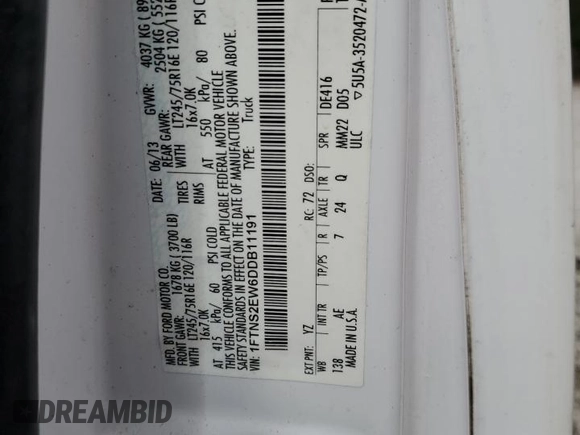 MFD. BY FORD MOTOR CO.
DATE: 06/13 GVWR: 4037 KG ( 89
FRONT GAWR: 1678 KG ( 3700 LB) REAR GAWR: 2504 KG ( 552
WITH LT245/75R16E 120/116R TIRES WITH LT245/75R16E 120/116R
16x7.0K RIMS 16x7.0K
AT 415 kPa/ 60 PSI COLD AT 550 kPa/ 80 PSI C
THIS VEHICLE CONFORMS TO ALL APPLICABLE FEDERAL MOTOR VEHICLE
SAFETY STANDARDS IN EFFECT ON THE DATE OF MANUFACTURE SHOWN ABOVE.
VIN: 1FTNS2EW6DDB11191 TYPE: Truck
EXT PNT: YZ RC: 72 DSO:
WB INT TR TP/PS R AXLE TR SPR DE416
138 AE 7 24 Q MM22 D05
MADE IN U.S.A. ULC
▽5U5A-3520472-
DREAMBID